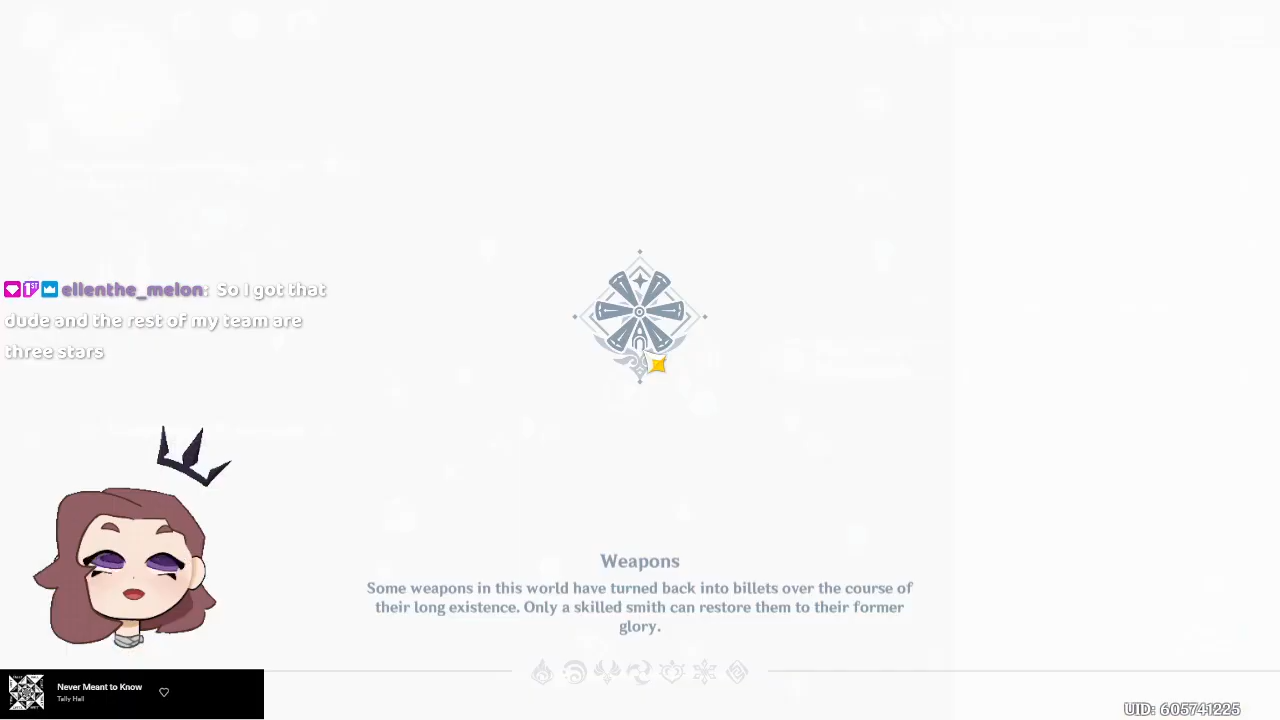 ellenthe_melon: So I got that
dude and the rest of my team are
three stars
Weapons
Some weapons in this world have turned back into billets over the course of
their long existence. Only a skilled smith can restore them to their former
glory.
Never Meant to Know
Tally Hall
UID: 605741225